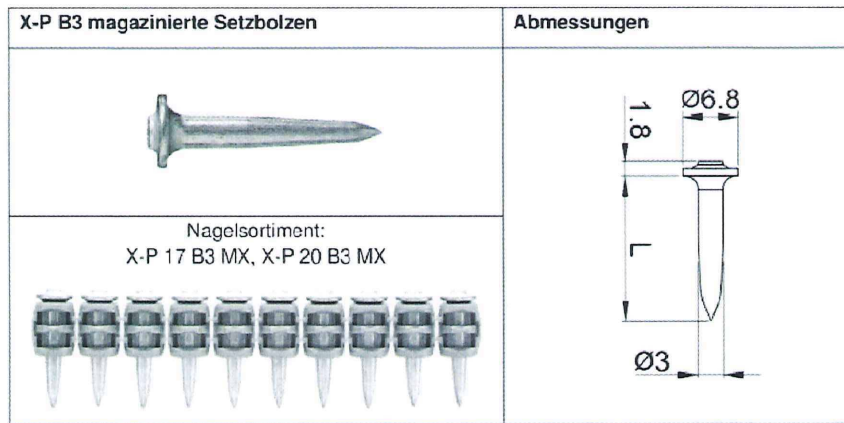 X-P B3 magazinierte Setzbolzen
Abmessungen
Nagelsortiment:
X-P 17 B3 MX, X-P 20 B3 MX
1.8
Ø6.8
L
Ø3